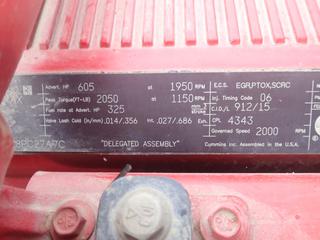 Advert. HP 605 at 1950 RPM E.C.S. EGR,PTOX,SCRC
Peak Torque(FT-LB) 2050 at 1150 RPM Inj. Timing Code 06
Fuel rate at Advert. HP 325 C.I.D./L 912/15
Valve Lash Cold (in/mm) .014/.356 Int. .027/.686 Exh. CPL 4343
"DELEGATED ASSEMBLY" Governed Speed 2000 RPM
Cummins Inc. Assembled in the U.S.A.